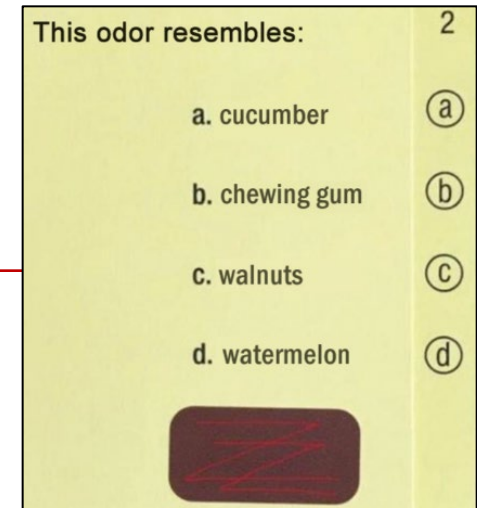 This odor resembles: 2
a. cucumber ⓐ
b. chewing gum ⓑ
c. walnuts ⓒ
d. watermelon ⓓ